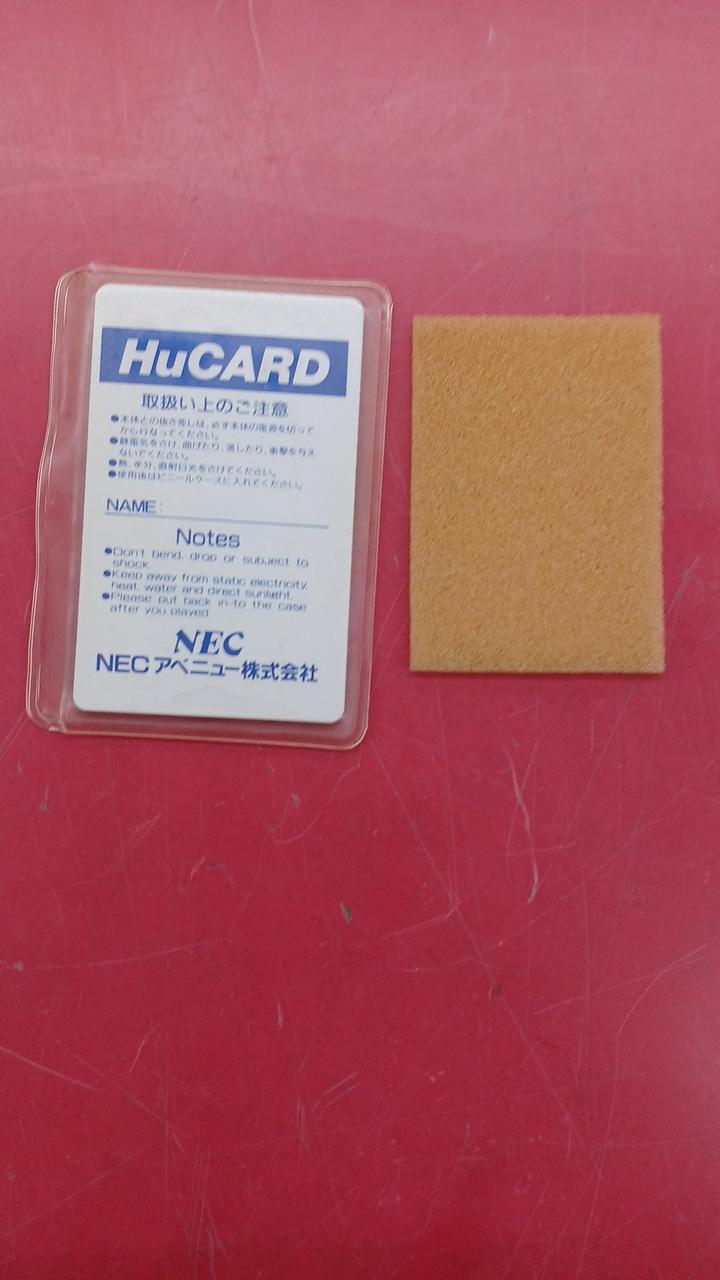 HuCARD
取扱い上のご注意
●本体との抜き差しは、必ず本体の電源を切って
から行なってください。
●静電気をさけ、曲げたり、落したり、衝撃を与え
ないでください。
●熱、水分、直射日光をさけてください。
●使用後はビニールケースに入れてください。
NAME:
Notes
●Don't bend, drop or subject to
shock.
●Keep away from static electricity,
heat, water and direct sunlight.
●Please put back in-to the case
after you played.
NEC
NECアベニュー株式会社